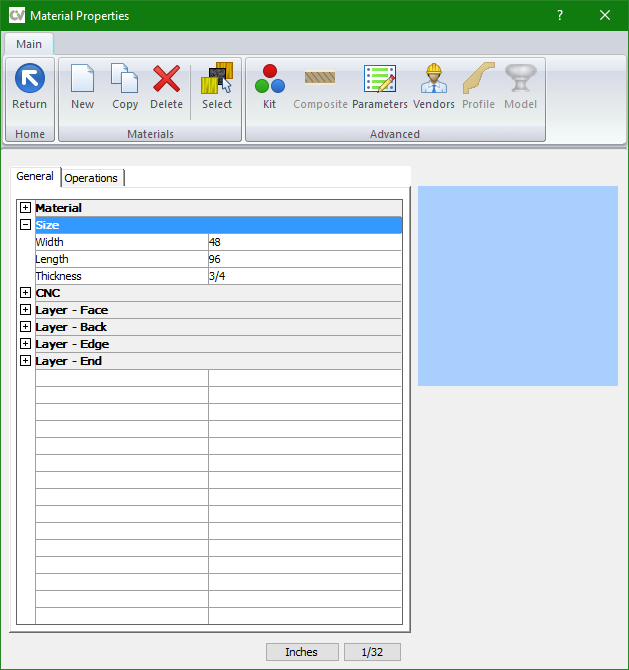 CV Material Properties ? 
Main
Return New Copy Delete Select Kit Composite Parameters Vendors Profile Model
Home Materials Advanced
General Operations
Material
Size
Width 48
Length 96
Thickness 3/4
CNC
Layer - Face
Layer - Back
Layer - Edge
Layer - End
Inches 1/32